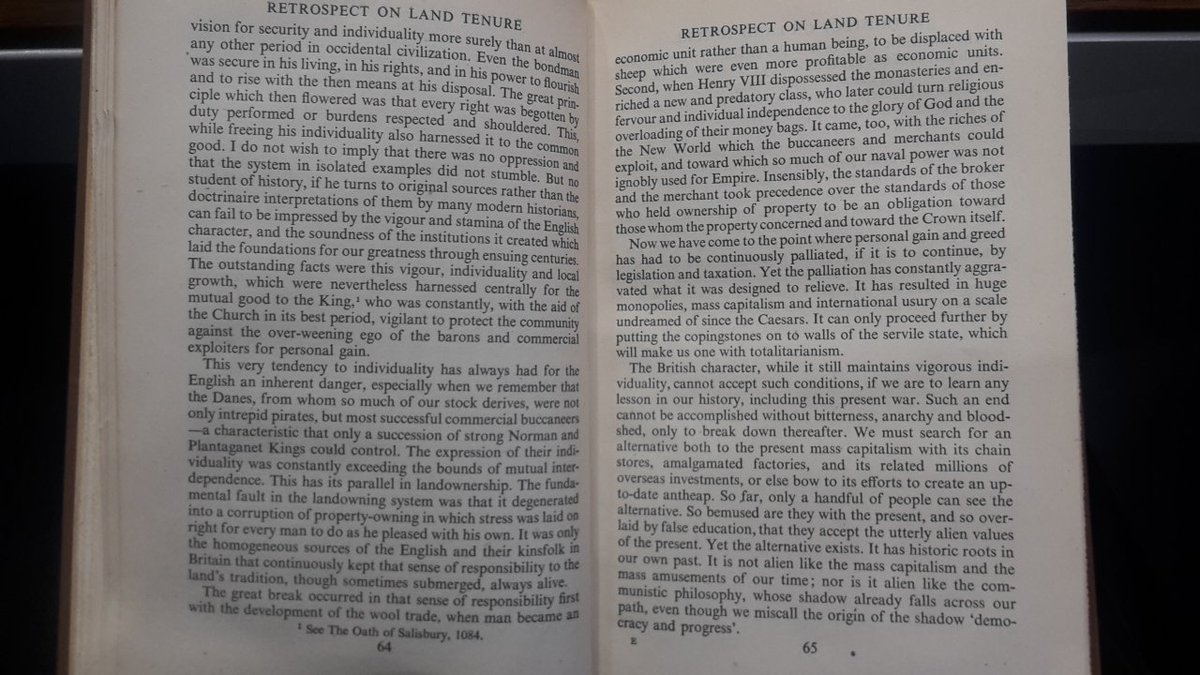 RETROSPECT ON LAND TENURE
vision for security and individuality more surely than at almost
any other period in occidental civilization. Even the bondman
was secure in his living, in his rights, and in his power to flourish
and to rise with the then means at his disposal. The great prin-
ciple which then flowered was that every right was begotten by
duty performed or burdens respected and shouldered. This,
while freeing his individuality also harnessed it to the common
good. I do not wish to imply that there was no oppression and
that the system in isolated examples did not stumble. But no
student of history, if he turns to original sources rather than the
doctrinaire interpretations of them by many modern historians,
can fail to be impressed by the vigour and stamina of the English
character, and the soundness of the institutions it created which
laid the foundations for our greatness through ensuing centuries.
The outstanding facts were this vigour, individuality and local
growth, which were nevertheless harnessed centrally for the
mutual good to the King,¹ who was constantly, with the aid of
the Church in its best period, vigilant to protect the community
against the over-weening ego of the barons and commercial
exploiters for personal gain.
This very tendency to individuality has always had for the
English an inherent danger, especially when we remember that
the Danes, from whom so much of our stock derives, were not
only intrepid pirates, but most successful commercial buccaneers
—a characteristic that only a succession of strong Norman and
Plantaganet Kings could control. The expression of their indi-
viduality was constantly exceeding the bounds of mutual inter-
dependence. This has its parallel in landownership. The funda-
mental fault in the landowning system was that it degenerated
into a corruption of property-owning in which stress was laid on
right for every man to do as he pleased with his own. It was only
the homogeneous sources of the English and their kinsfolk in
Britain that continuously kept that sense of responsibility to the
land's tradition, though sometimes submerged, always alive.
The great break occurred in that sense of responsibility first
with the development of the wool trade, when man became an
¹ See The Oath of Salisbury, 1084.
64
RETROSPECT ON LAND TENURE
economic unit rather than a human being, to be displaced with
sheep which were even more profitable as economic units.
Second, when Henry VIII dispossessed the monasteries and en-
riched a new and predatory class, who later could turn religious
fervour and individual independence to the glory of God and the
overloading of their money bags. It came, too, with the riches of
the New World which the buccaneers and merchants could
exploit, and toward which so much of our naval power was not
ignobly used for Empire. Insensibly, the standards of the broker
and the merchant took precedence over the standards of those
who held ownership of property to be an obligation toward
those whom the property concerned and toward the Crown itself.
Now we have come to the point where personal gain and greed
has had to be continuously palliated, if it is to continue, by
legislation and taxation. Yet the palliation has constantly aggra-
vated what it was designed to relieve. It has resulted in huge
monopolies, mass capitalism and international usury on a scale
undreamed of since the Caesars. It can only proceed further by
putting the copingstones on to walls of the servile state, which
will make us one with totalitarianism.
The British character, while it still maintains vigorous indi-
viduality, cannot accept such conditions, if we are to learn any
lesson in our history, including this present war. Such an end
cannot be accomplished without bitterness, anarchy and blood-
shed, only to break down thereafter. We must search for an
alternative both to the present mass capitalism with its chain
stores, amalgamated factories, and its related millions of
overseas investments, or else bow to its efforts to create an up-
to-date antheap. So far, only a handful of people can see the
alternative. So bemused are they with the present, and so over-
laid by false education, that they accept the utterly alien values
of the present. Yet the alternative exists. It has historic roots in
our own past. It is not alien like the mass capitalism and the
mass amusements of our time; nor is it alien like the com-
munistic philosophy, whose shadow already falls across our
path, even though we miscall the origin of the shadow 'demo-
cracy and progress'.
E
65